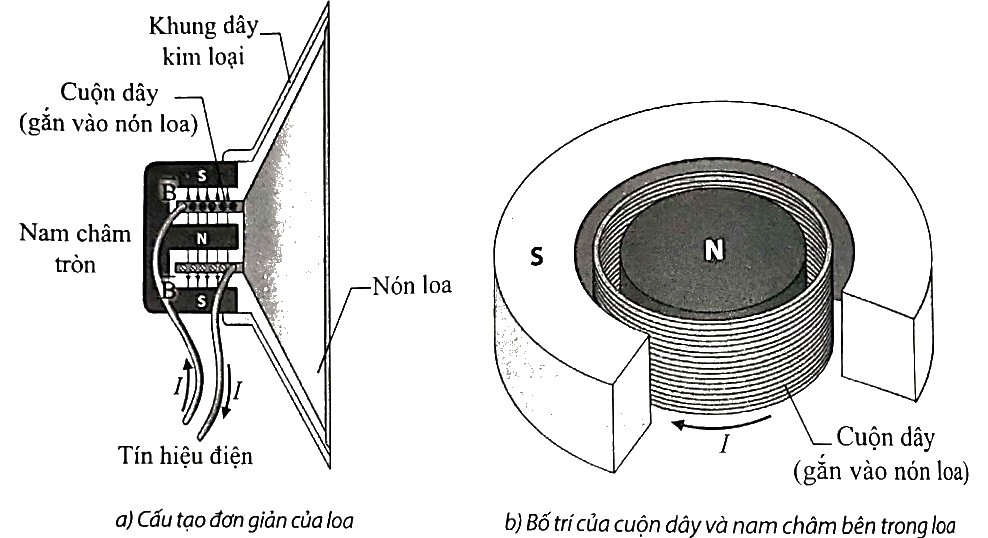 Khung dây
kim loại
Cuộn dây
(gắn vào nón loa)
S
B
N
Nam châm
tròn
B
S
Nón loa
I
I
Tín hiệu điện
a) Cấu tạo đơn giản của loa
S
N
I
Cuộn dây
(gắn vào nón loa)
b) Bố trí của cuộn dây và nam châm bên trong loa